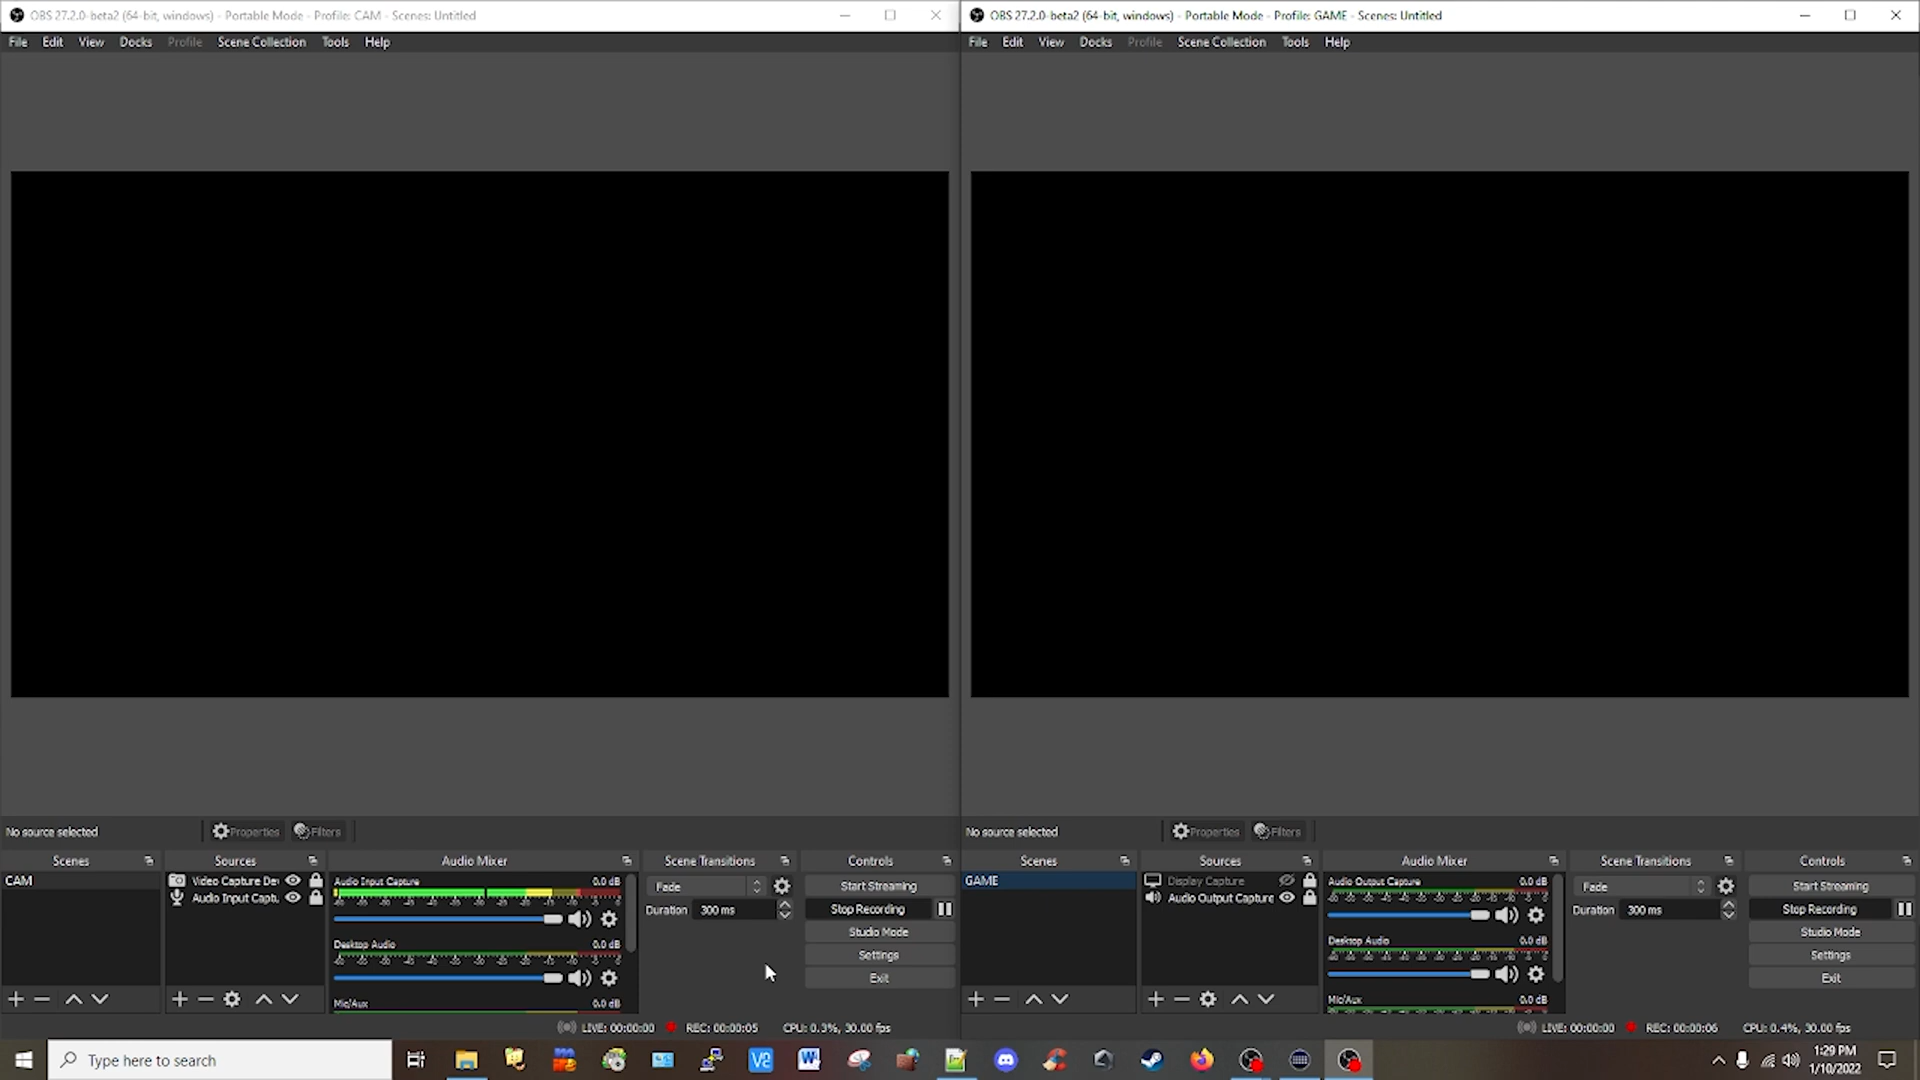 OBS 27.2.0-beta2 (64-bit, windows) - Portable Mode - Profile: CAM - Scenes: Untitled
File Edit View Docks Profile Scene Collection Tools Help
No source selected
Properties
Filters
Scenes
CAM
Sources
Video Capture De
Audio Input Captu
Audio Mixer
Audio Input Capture 0.0 dB
Desktop Audio 0.0 dB
Mic/Aux 0.0 dB
Scene Transitions
Fade
Duration 300 ms
Controls
Start Streaming
Stop Recording
Studio Mode
Settings
Exit
LIVE: 00:00:00 REC: 00:00:05 CPU: 0.3%, 30.00 fps
OBS 27.2.0-beta2 (64-bit, windows) - Portable Mode - Profile: GAME - Scenes: Untitled
File Edit View Docks Profile Scene Collection Tools Help
No source selected
Properties
Filters
Scenes
GAME
Sources
Display Capture
Audio Output Capture
Audio Mixer
Audio Output Capture 0.0 dB
Desktop Audio 0.0 dB
Mic/Aux 0.0 dB
Scene Transitions
Fade
Duration 300 ms
Controls
Start Streaming
Stop Recording
Studio Mode
Settings
Exit
LIVE: 00:00:00 REC: 00:00:06 CPU: 0.4%, 30.00 fps
Type here to search
1:29 PM
1/10/2022